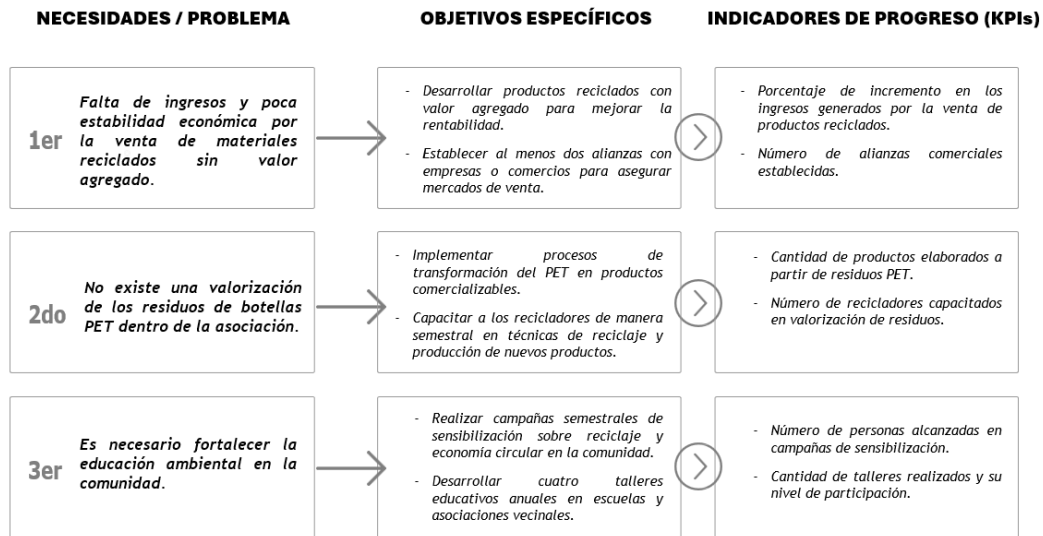 NECESIDADES / PROBLEMA
OBJETIVOS ESPECÍFICOS
INDICADORES DE PROGRESO (KPIs)
1er
Falta de ingresos y poca
estabilidad económica por
la venta de materiales
reciclados sin valor
agregado.
- Desarrollar productos reciclados con
valor agregado para mejorar la
rentabilidad.
- Establecer al menos dos alianzas con
empresas o comercios para asegurar
mercados de venta.
- Porcentaje de incremento en los
ingresos generados por la venta de
productos reciclados.
- Número de alianzas comerciales
establecidas.
2do
No existe una valorización
de los residuos de botellas
PET dentro de la asociación.
- Implementar procesos de
transformación del PET en productos
comercializables.
- Capacitar a los recicladores de manera
semestral en técnicas de reciclaje y
producción de nuevos productos.
- Cantidad de productos elaborados a
partir de residuos PET.
- Número de recicladores capacitados
en valorización de residuos.
3er
Es necesario fortalecer la
educación ambiental en la
comunidad.
- Realizar campañas semestrales de
sensibilización sobre reciclaje y
economía circular en la comunidad.
- Desarrollar cuatro talleres
educativos anuales en escuelas y
asociaciones vecinales.
- Número de personas alcanzadas en
campañas de sensibilización.
- Cantidad de talleres realizados y su
nivel de participación.